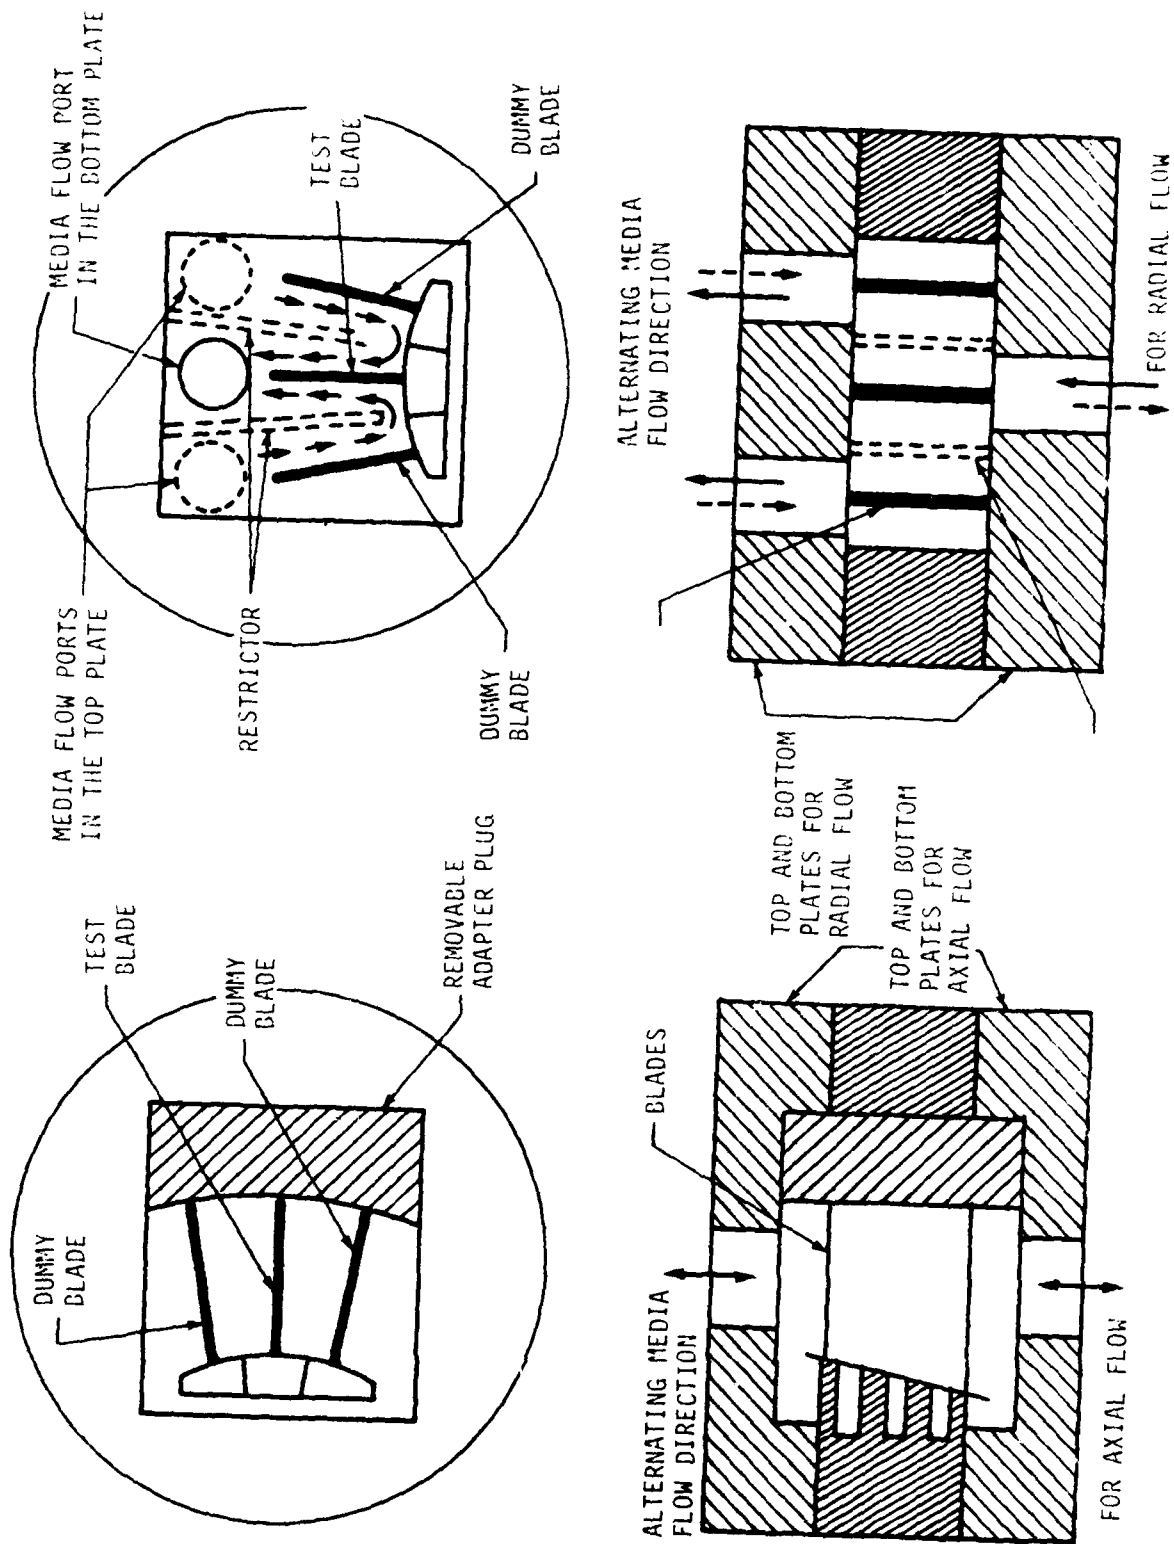 DUMMY
BLADE
TEST
BLADE
DUMMY
BLADE
REMOVABLE
ADAPTER PLUG
MEDIA FLOW PORTS
IN THE TOP PLATE
MEDIA FLOW PORT
IN THE BOTTOM PLATE
RESTRICTOR
TEST
BLADE
DUMMY
BLADE
DUMMY
BLADE
ALTERNATING MEDIA
FLOW DIRECTION
BLADES
TOP AND BOTTOM
PLATES FOR
RADIAL FLOW
TOP AND BOTTOM
PLATES FOR
AXIAL FLOW
FOR AXIAL FLOW
ALTERNATING MEDIA
FLOW DIRECTION
FOR RADIAL FLOW